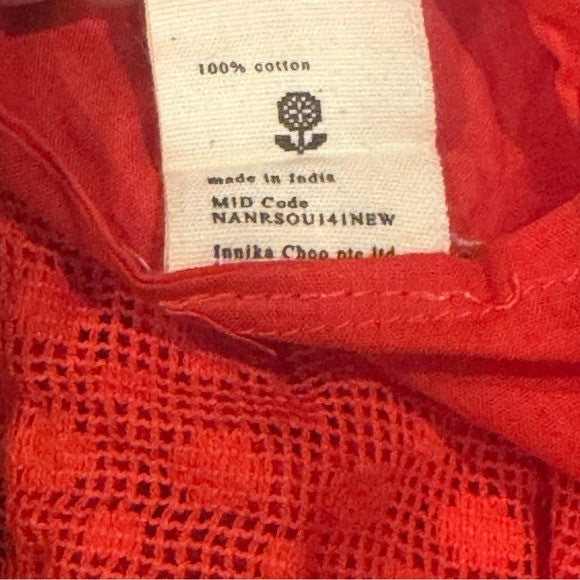 100% cotton
made in India
MID Code
NANRSOU141NEW
Innika Choo pte ltd